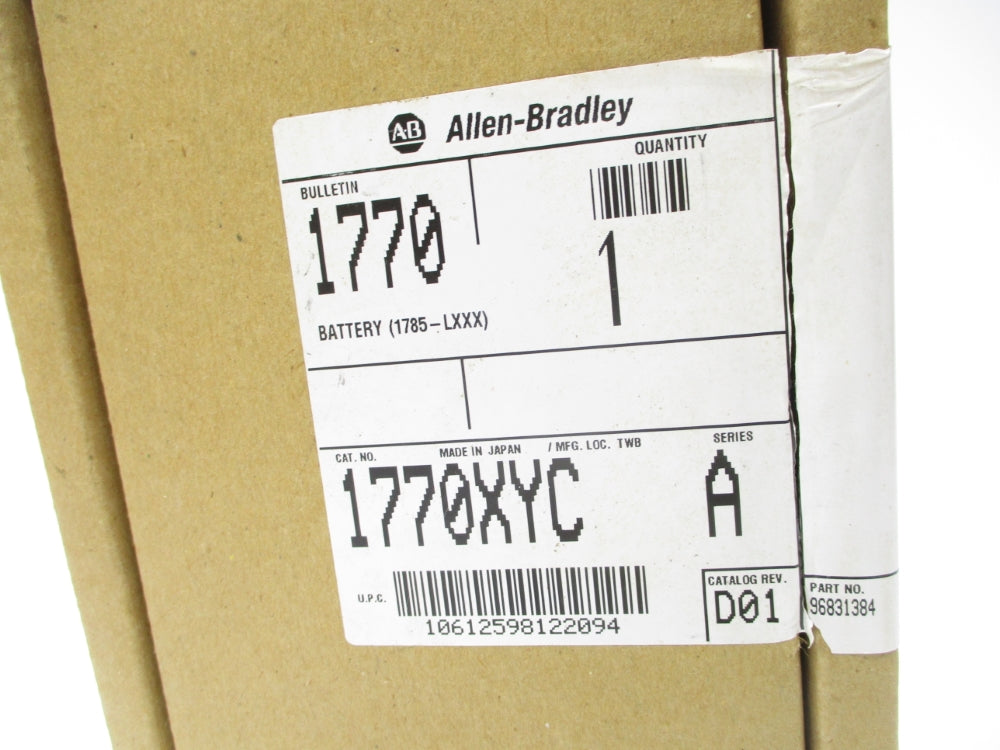 AB Allen-Bradley
QUANTITY
BULLETIN
1770
1
BATTERY (1785-LXXX)
CAT. NO. MADE IN JAPAN / MFG. LOC. TWB SERIES
1770XYC A
U.P.C. 10612598122094
CATALOG REV.
D01
PART NO.
96831384